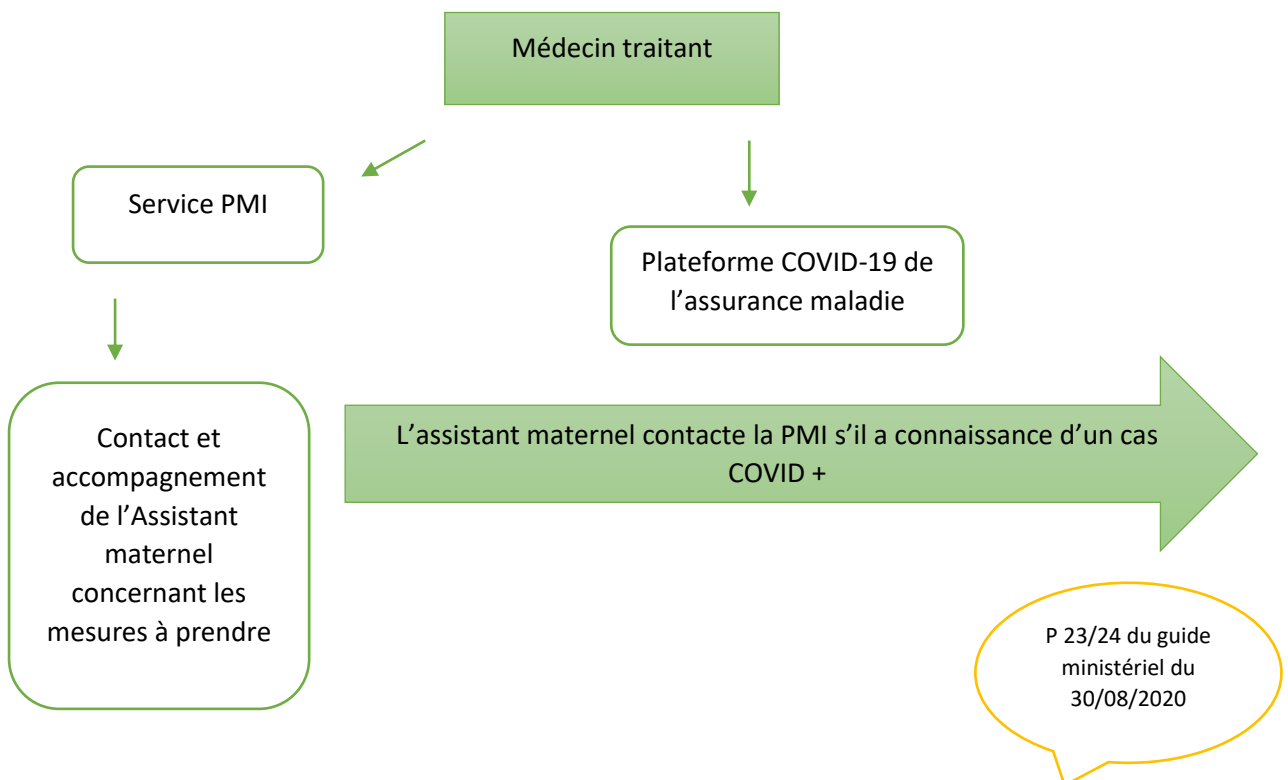 Médecin traitant
Service PMI
Plateforme COVID-19 de
l’assurance maladie
Contact et
accompagnement
de l’Assistant
maternel
concernant les
mesures à prendre
L’assistant maternel contacte la PMI s’il a connaissance d’un cas
COVID +
P 23/24 du guide
ministériel du
30/08/2020